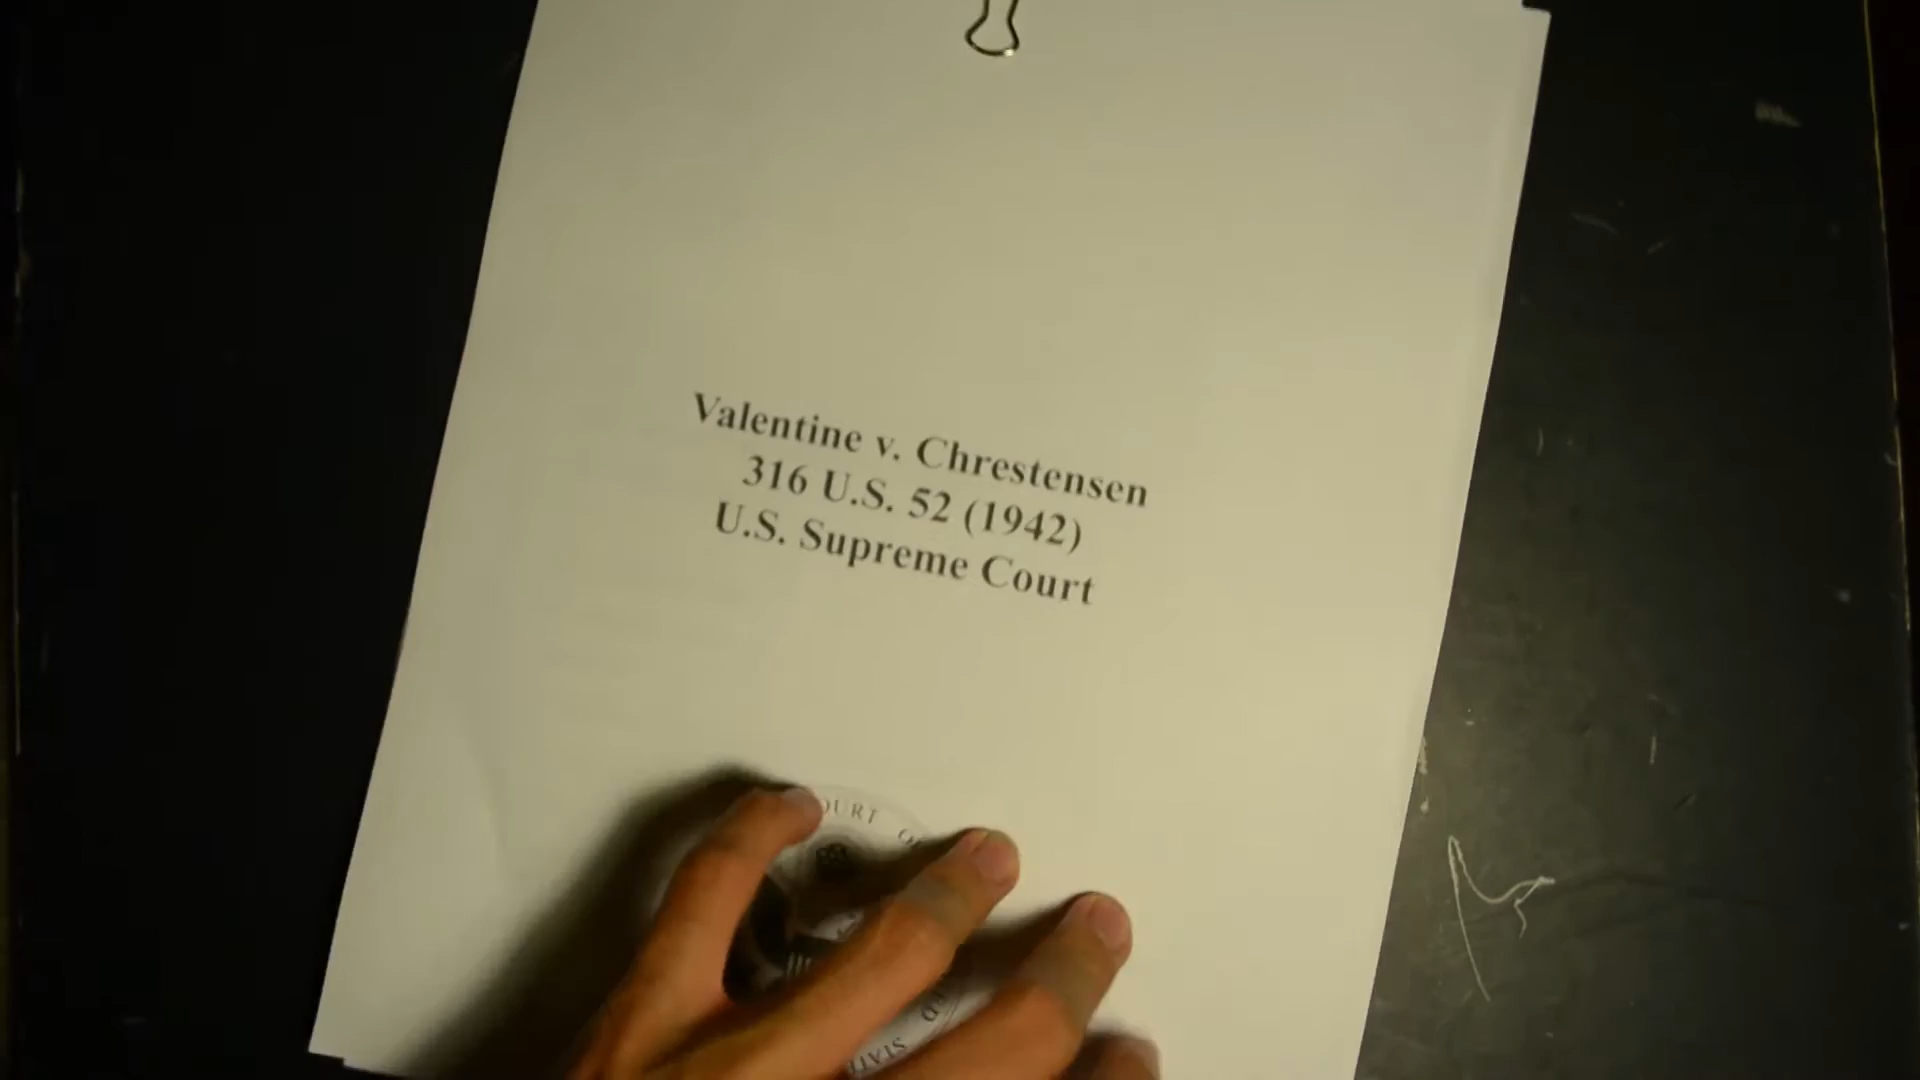 Valentine v. Chrestensen
316 U.S. 52 (1942)
U.S. Supreme Court